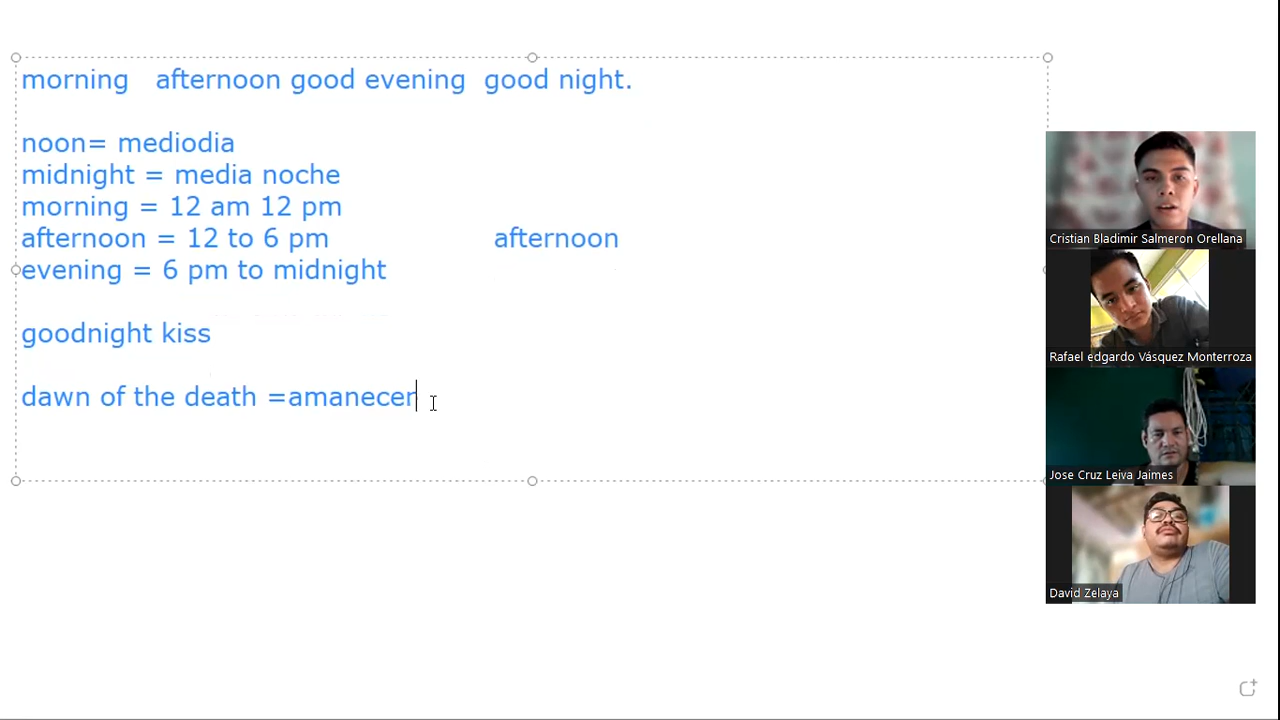 morning afternoon good evening good night.
noon= mediodia
midnight = media noche
morning = 12 am 12 pm
afternoon = 12 to 6 pm afternoon
evening = 6 pm to midnight
goodnight kiss
dawn of the death =amanecer
Cristian Bladimir Salmeron Orellana
Rafael edgardo Vásquez Monterroza
Jose Cruz Leiva Jaimes
David Zelaya